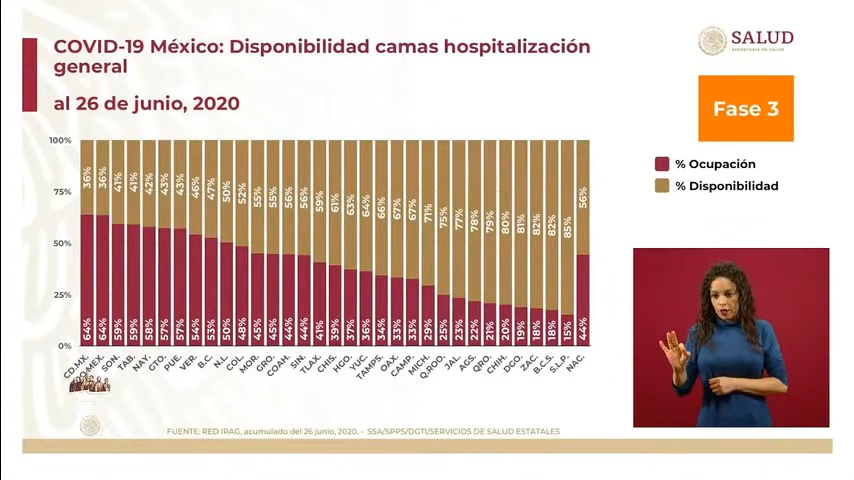 COVID-19 México: Disponibilidad camas hospitalización
general
al 26 de junio, 2020
SALUD
SECRETARÍA DE SALUD
Fase 3
% Ocupación
% Disponibilidad
100%
75%
50%
25%
0%
36% 36% 41% 41% 42% 43% 43% 46% 47% 50% 52% 55% 55% 56% 56% 59% 61% 63% 64% 66% 67% 67% 71% 75% 77% 78% 79% 80% 81% 82% 82% 85% 56%
64% 64% 59% 59% 58% 57% 57% 54% 53% 50% 48% 45% 45% 44% 44% 41% 39% 37% 36% 34% 33% 33% 29% 25% 23% 22% 21% 20% 19% 18% 18% 15% 44%
CD.MX. MEX. SON. TAB. NAY. GTO. PUE. VER. B.C. N.L. COL. MOR. GRO. COAH. SIN. TLAX. CHIS. HGO. YUC. TAMPS. OAX. CAMP. MICH. Q.ROO. JAL. AGS. QRO. CHIH. DGO. ZAC. B.C.S. S.L.P. NAC.
FUENTE: RED IRAG, acumulado del 26 junio, 2020. - SSA/SPPS/DGTI/SERVICIOS DE SALUD ESTATALES